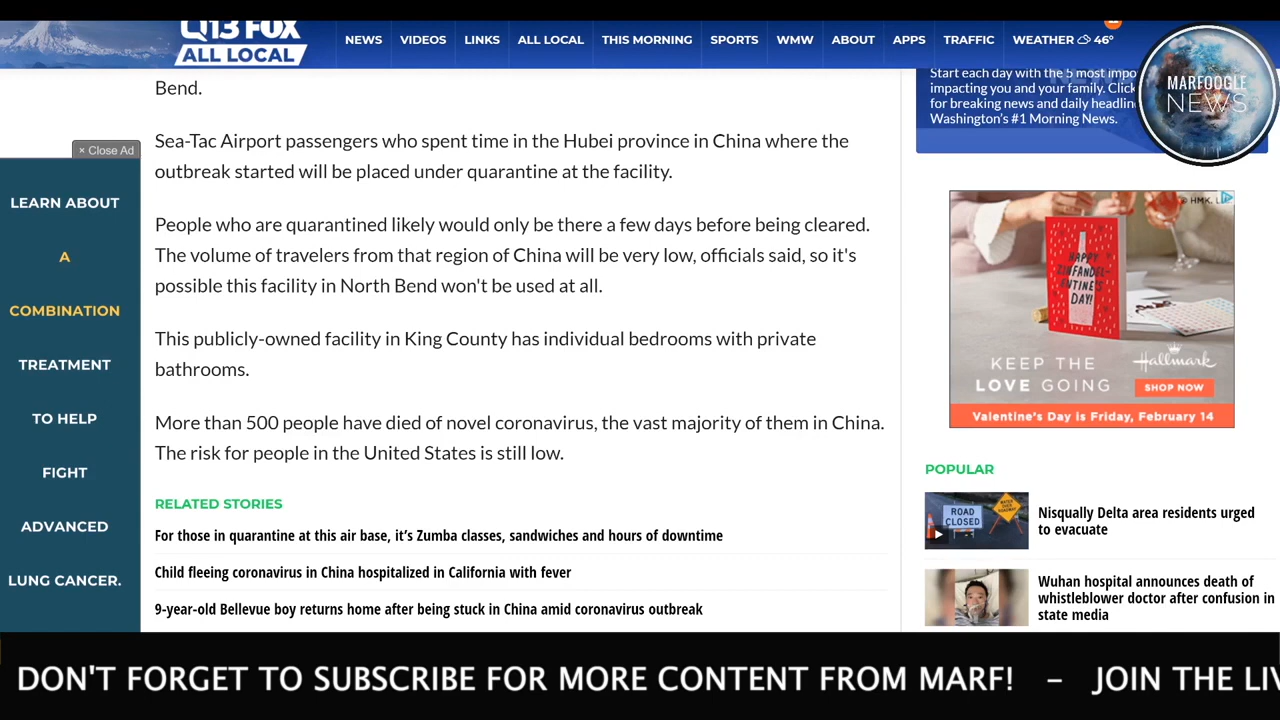 Q13 FOX
ALL LOCAL
NEWS VIDEOS LINKS ALL LOCAL THIS MORNING SPORTS WMW ABOUT APPS TRAFFIC WEATHER 46°
MARFOOGLE
NEWS
Bend.
Sea-Tac Airport passengers who spent time in the Hubei province in China where the
outbreak started will be placed under quarantine at the facility.
People who are quarantined likely would only be there a few days before being cleared.
The volume of travelers from that region of China will be very low, officials said, so it's
possible this facility in North Bend won't be used at all.
This publicly-owned facility in King County has individual bedrooms with private
bathrooms.
More than 500 people have died of novel coronavirus, the vast majority of them in China.
The risk for people in the United States is still low.
RELATED STORIES
For those in quarantine at this air base, it's Zumba classes, sandwiches and hours of downtime
Child fleeing coronavirus in China hospitalized in California with fever
9-year-old Bellevue boy returns home after being stuck in China amid coronavirus outbreak
× Close Ad
LEARN ABOUT
A
COMBINATION
TREATMENT
TO HELP
FIGHT
ADVANCED
LUNG CANCER.
Start each day with the 5 most impo
impacting you and your family. Click
for breaking news and daily headlin
Washington's #1 Morning News.
© HMK, L
HAPPY
ZINFANDEL-
ENTINE'S
DAY!
KEEP THE
LOVE GOING
Hallmark
SHOP NOW
Valentine's Day is Friday, February 14
POPULAR
ROAD
CLOSED
Nisqually Delta area residents urged
to evacuate
Wuhan hospital announces death of
whistleblower doctor after confusion in
state media
DON'T FORGET TO SUBSCRIBE FOR MORE CONTENT FROM MARF! – JOIN THE LIV